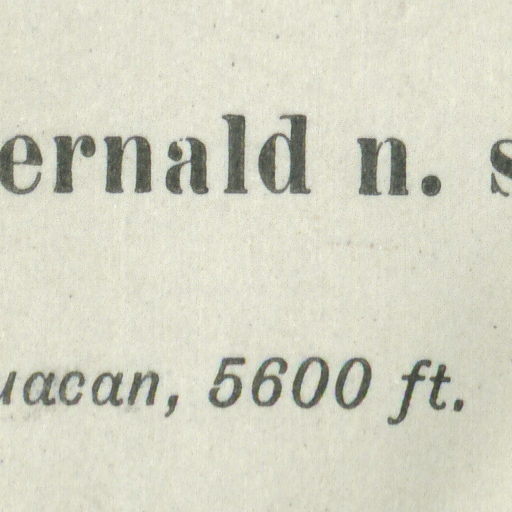 ernald n. s
uacan, 5600 ft.